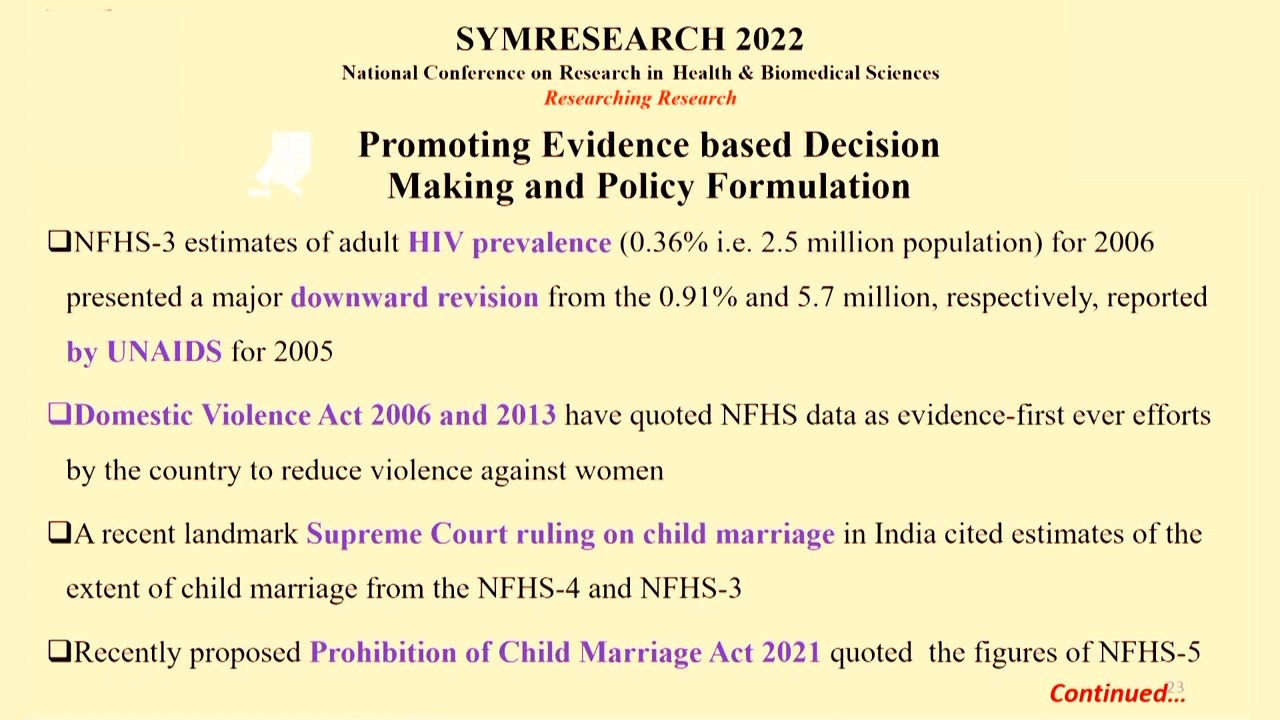 SYMRESEARCH 2022
National Conference on Research in Health & Biomedical Sciences
Researching Research
Promoting Evidence based Decision
Making and Policy Formulation
❑NFHS-3 estimates of adult HIV prevalence (0.36% i.e. 2.5 million population) for 2006
presented a major downward revision from the 0.91% and 5.7 million, respectively, reported
by UNAIDS for 2005
❑Domestic Violence Act 2006 and 2013 have quoted NFHS data as evidence-first ever efforts
by the country to reduce violence against women
❑A recent landmark Supreme Court ruling on child marriage in India cited estimates of the
extent of child marriage from the NFHS-4 and NFHS-3
❑Recently proposed Prohibition of Child Marriage Act 2021 quoted the figures of NFHS-5
Continued...
23